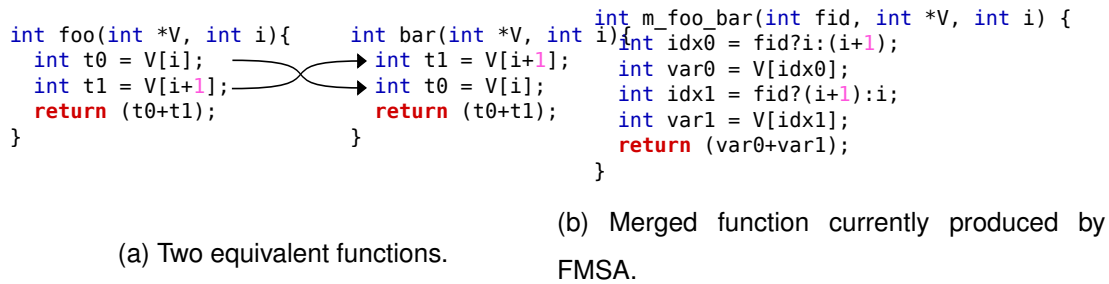 int foo(int *V, int i){
  int t0 = V[i];
  int t1 = V[i+1];
  return (t0+t1);
}
int bar(int *V, int i){
  int t1 = V[i+1];
  int t0 = V[i];
  return (t0+t1);
}
(a) Two equivalent functions.
int m_foo_bar(int fid, int *V, int i) {
  int idx0 = fid?i:(i+1);
  int var0 = V[idx0];
  int idx1 = fid?(i+1):i;
  int var1 = V[idx1];
  return (var0+var1);
}
(b) Merged function currently produced by
FMSA.